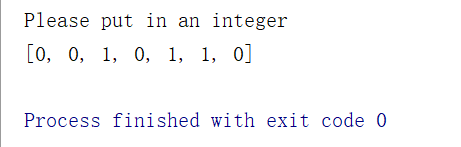 Please put in an integer
[0, 0, 1, 0, 1, 1, 0]
Process finished with exit code 0